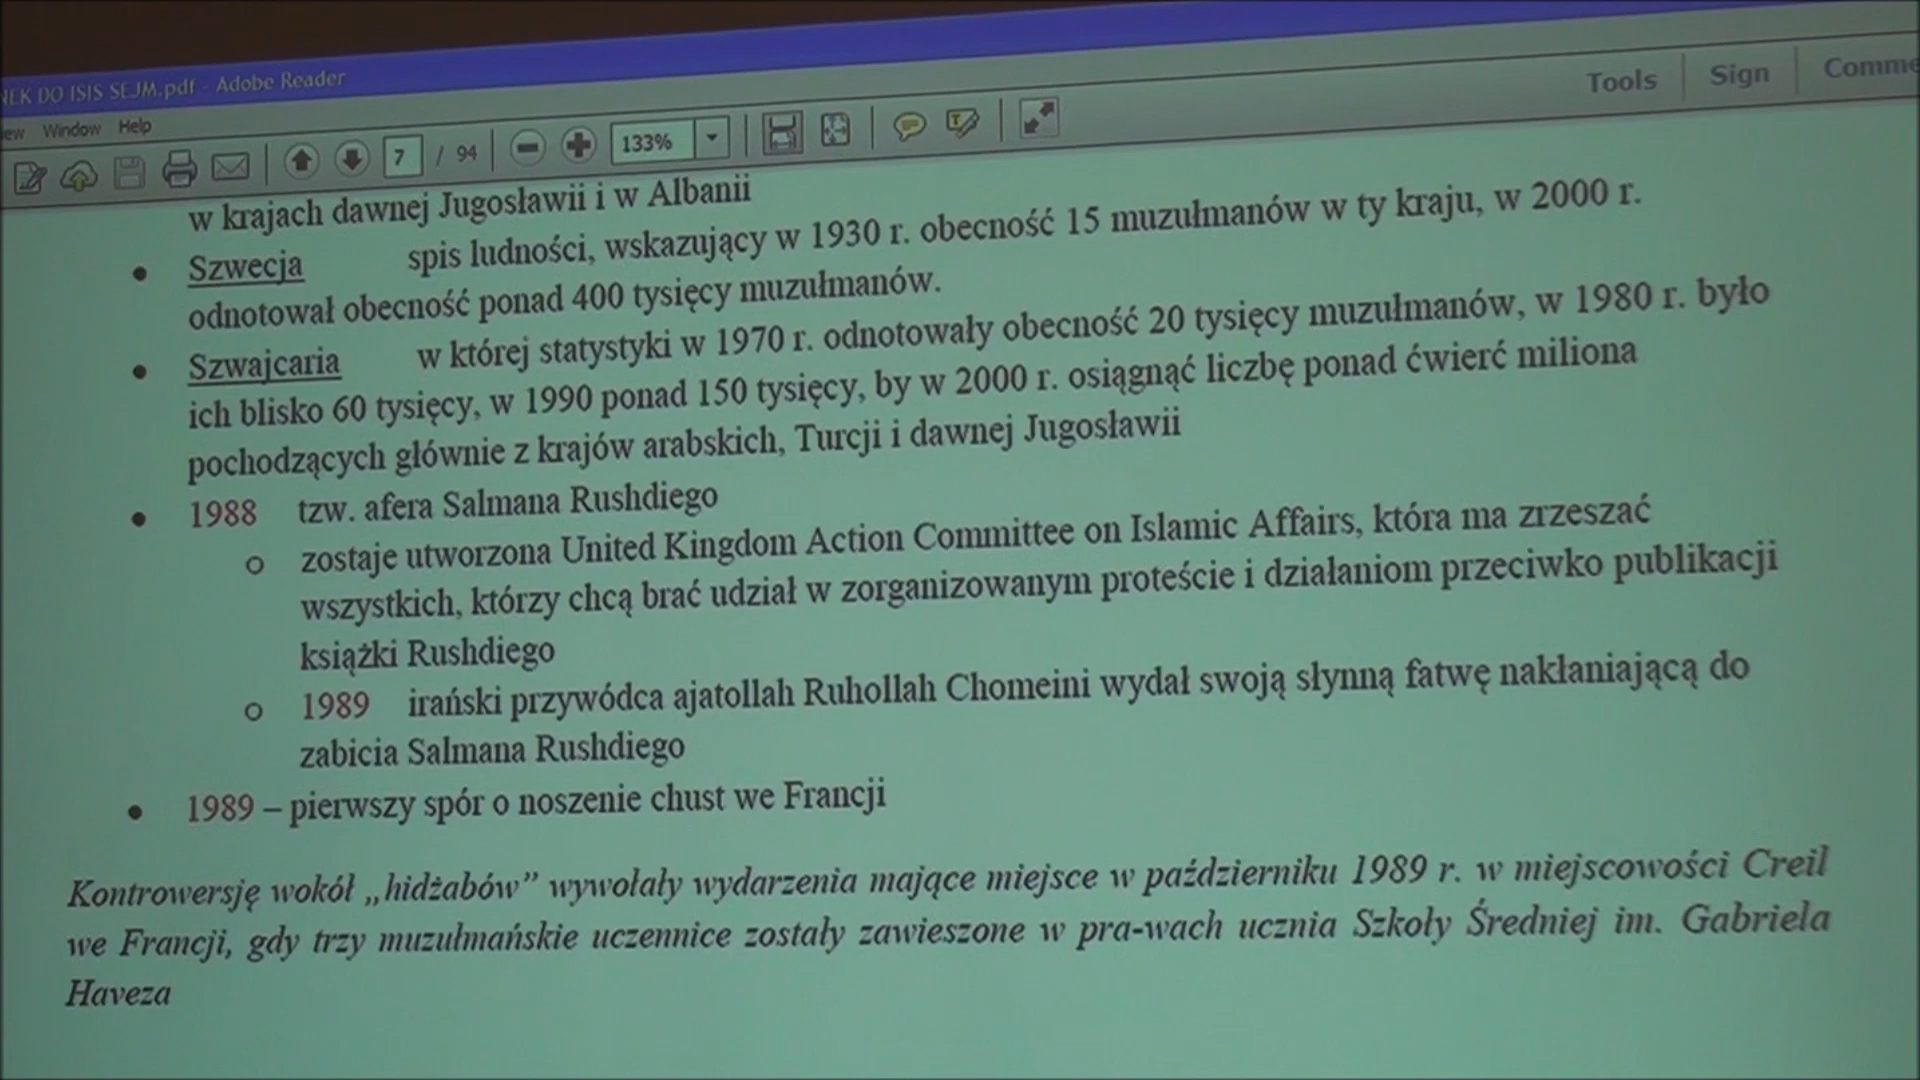 DO ISIS SEJM.pdf - Adobe Reader
Window Help
Tools Sign
7 / 94 133%
w krajach dawnej Jugosławii i w Albanii
• Szwecja spis ludności, wskazujący w 1930 r. obecność 15 muzułmanów w ty kraju, w 2000 r.
odnotował obecność ponad 400 tysięcy muzułmanów.
• Szwajcaria w której statystyki w 1970 r. odnotowały obecność 20 tysięcy muzułmanów, w 1980 r. było
ich blisko 60 tysięcy, w 1990 ponad 150 tysięcy, by w 2000 r. osiągnąć liczbę ponad ćwierć miliona
pochodzących głównie z krajów arabskich, Turcji i dawnej Jugosławii
• 1988 tzw. afera Salmana Rushdiego
o zostaje utworzona United Kingdom Action Committee on Islamic Affairs, która ma zrzeszać
wszystkich, którzy chcą brać udział w zorganizowanym proteście i działaniom przeciwko publikacji
książki Rushdiego
o 1989 irański przywódca ajatollah Ruhollah Chomeini wydał swoją słynną fatwę nakłaniającą do
zabicia Salmana Rushdiego
• 1989 – pierwszy spór o noszenie chust we Francji
Kontrowersję wokół „hidżabów” wywołały wydarzenia mające miejsce w październiku 1989 r. w miejscowości Creil
we Francji, gdy trzy muzułmańskie uczennice zostały zawieszone w pra-wach ucznia Szkoły Średniej im. Gabriela
Haveza